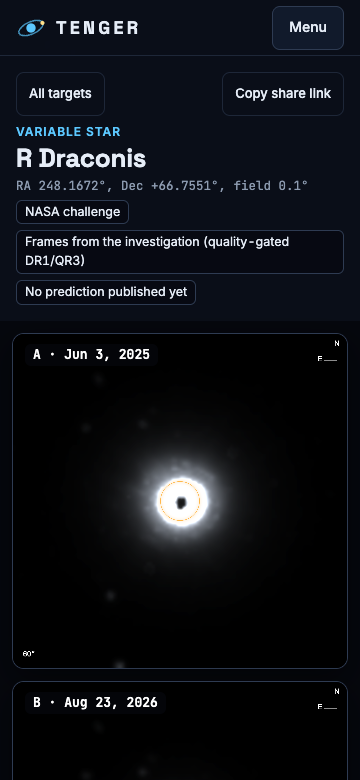 TENGER
Menu
All targets
Copy share link
VARIABLE STAR
R Draconis
RA 248.1672°, Dec +66.7551°, field 0.1°
NASA challenge
Frames from the investigation (quality-gated
DR1/QR3)
No prediction published yet
A · Jun 3, 2025
N
E
60"
B · Aug 23, 2026
N
E